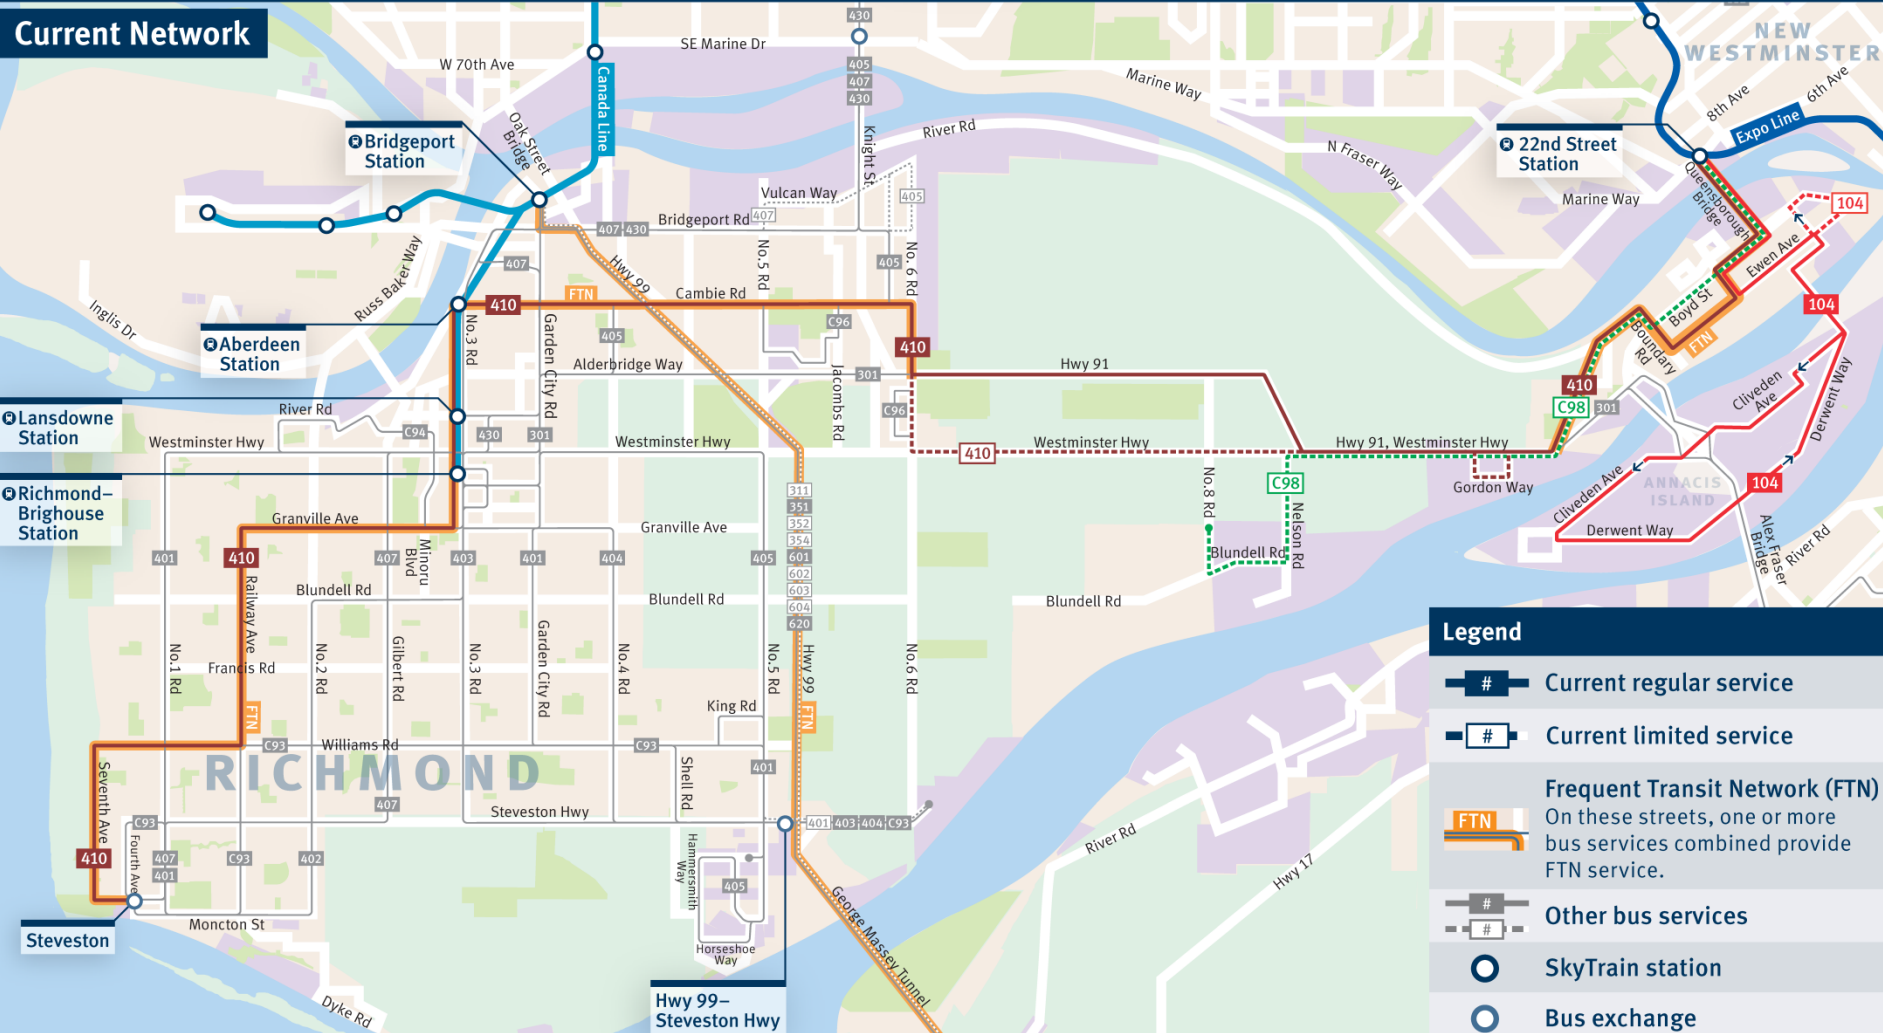 Current Network
430
SE Marine Dr
W 70th Ave
405
407
430
Canada Line
Marine Way
NEW
WESTMINSTER
8th Ave
6th Ave
Expo Line
Bridgeport
Station
Oak Street
Bridge
Knight St
River Rd
N Fraser Way
22nd Street
Station
Queensborough
Bridge
Marine Way
Vulcan Way
405
407
Bridgeport Rd
407 430
104
Ewen Ave
Russ Baker Way
407
Hwy 99
No.5 Rd
405
No. 6 Rd
Inglis Dr
FTN
Cambie Rd
410
Boyd St
104
Aberdeen
Station
No.3 Rd
Garden City Rd
405
C96
410
Boundary
Rd
FTN
Alderbridge Way
301
Hwy 91
Jacombs Rd
410
Cliveden
Ave
Derwent Way
Lansdowne
Station
River Rd
C94
430
301
C96
C98
301
Westminster Hwy
Westminster Hwy
410
Westminster Hwy
Hwy 91, Westminster Hwy
Richmond–
Brighouse
Station
311
351
352
354
601
602
603
604
620
No.8 Rd
C98
Nelson Rd
Gordon Way
Cliveden Ave
ANNACIS
ISLAND
104
Granville Ave
Granville Ave
Derwent Way
Alex Fraser
Bridge
River Rd
401
410
407
Minoru
Blvd
403
401
404
405
Blundell Rd
Railway Ave
Blundell Rd
Blundell Rd
Blundell Rd
No.1 Rd
Francis Rd
No.2 Rd
Gilbert Rd
No.3 Rd
Garden City Rd
No.4 Rd
No.5 Rd
Hwy 99
No.6 Rd
FTN
King Rd
FTN
C93
Williams Rd
C93
RICHMOND
Seventh Ave
Shell Rd
401
407
Steveston Hwy
C93
401 403 404 C93
410
Fourth Ave
407
401
C93
402
Hammersmith
Way
405
River Rd
Hwy 17
Steveston
Moncton St
Horseshoe
Way
George Massey Tunnel
Dyke Rd
Hwy 99–
Steveston Hwy
Legend
# Current regular service
# Current limited service
FTN
Frequent Transit Network (FTN)
On these streets, one or more
bus services combined provide
FTN service.
#
# Other bus services
SkyTrain station
Bus exchange